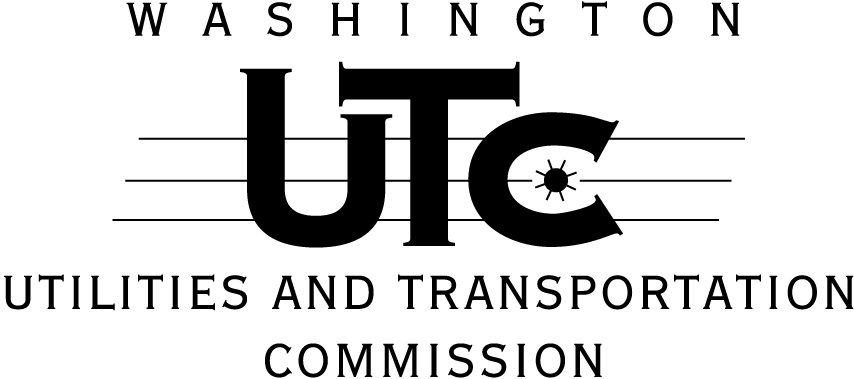 WASHINGTON
UTC
UTILITIES AND TRANSPORTATION
COMMISSION